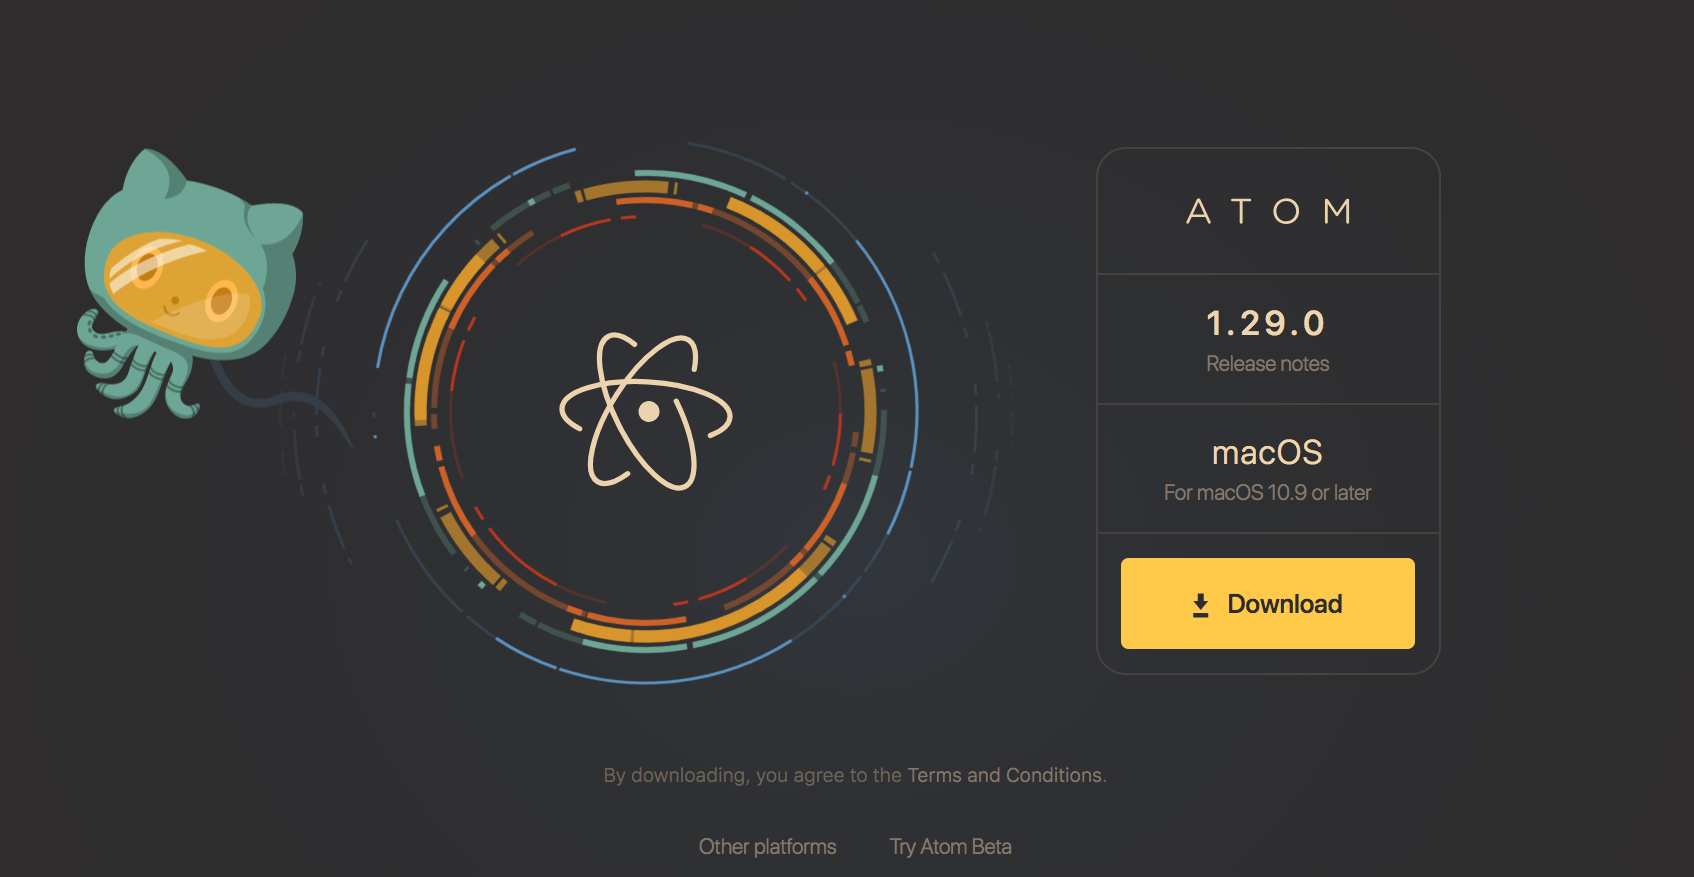 ATOM
1.29.0
Release notes
macOS
For macOS 10.9 or later
Download
By downloading, you agree to the Terms and Conditions.
Other platforms
Try Atom Beta